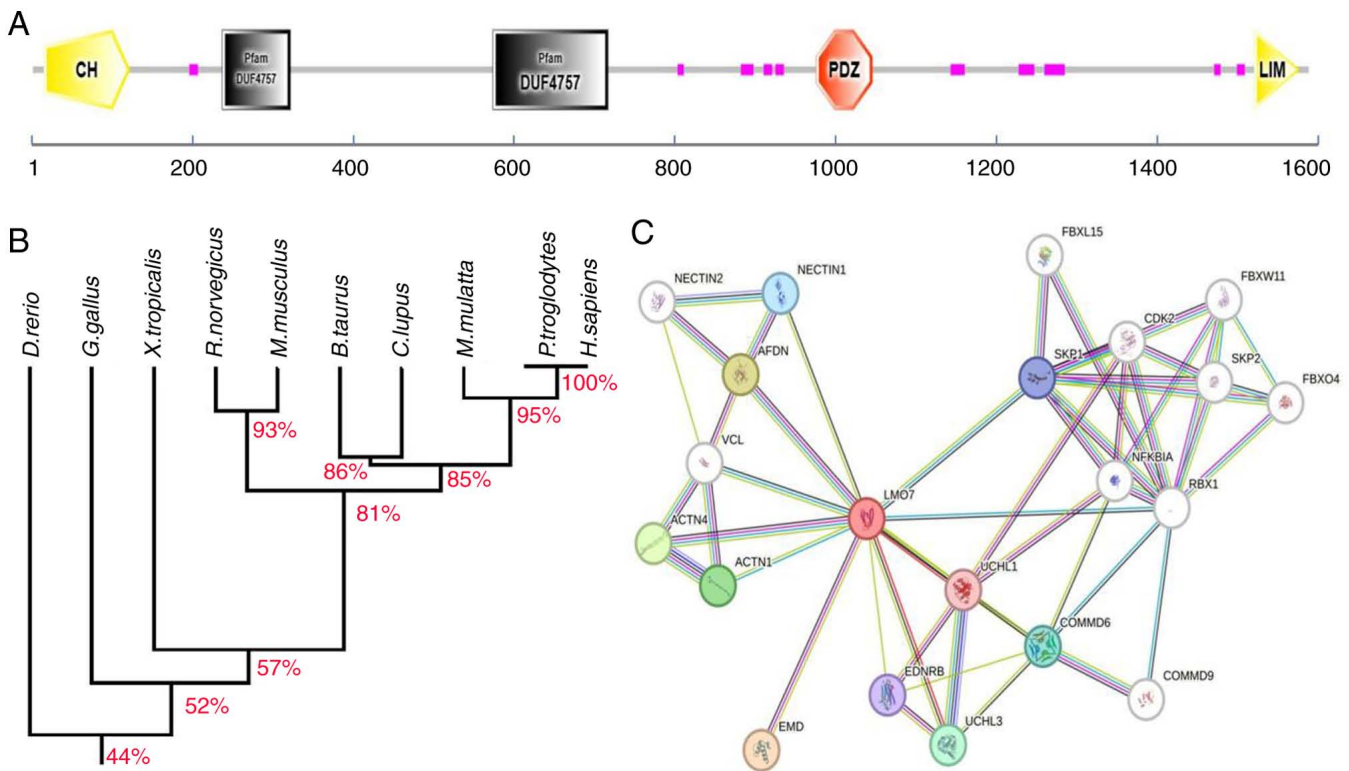 A
CH
Pfam
DUF4757
Pfam
DUF4757
PDZ
LIM
1 200 400 600 800 1000 1200 1400 1600
B
D.rerio
G.gallus
X.tropicalis
R.norvegicus
M.musculus
B.taurus
C.lupus
M.mulatta
P.troglodytes
H.sapiens
100%
95%
93%
86%
85%
81%
57%
52%
44%
C
FBXL15
NECTIN2
NECTIN1
FBXW11
CDK2
AFDN
SKP1
SKP2
FBXO4
VCL
NFKBIA
RBX1
LMO7
ACTN4
ACTN1
UCHL1
COMMD6
EDNRB
COMMD9
EMD
UCHL3